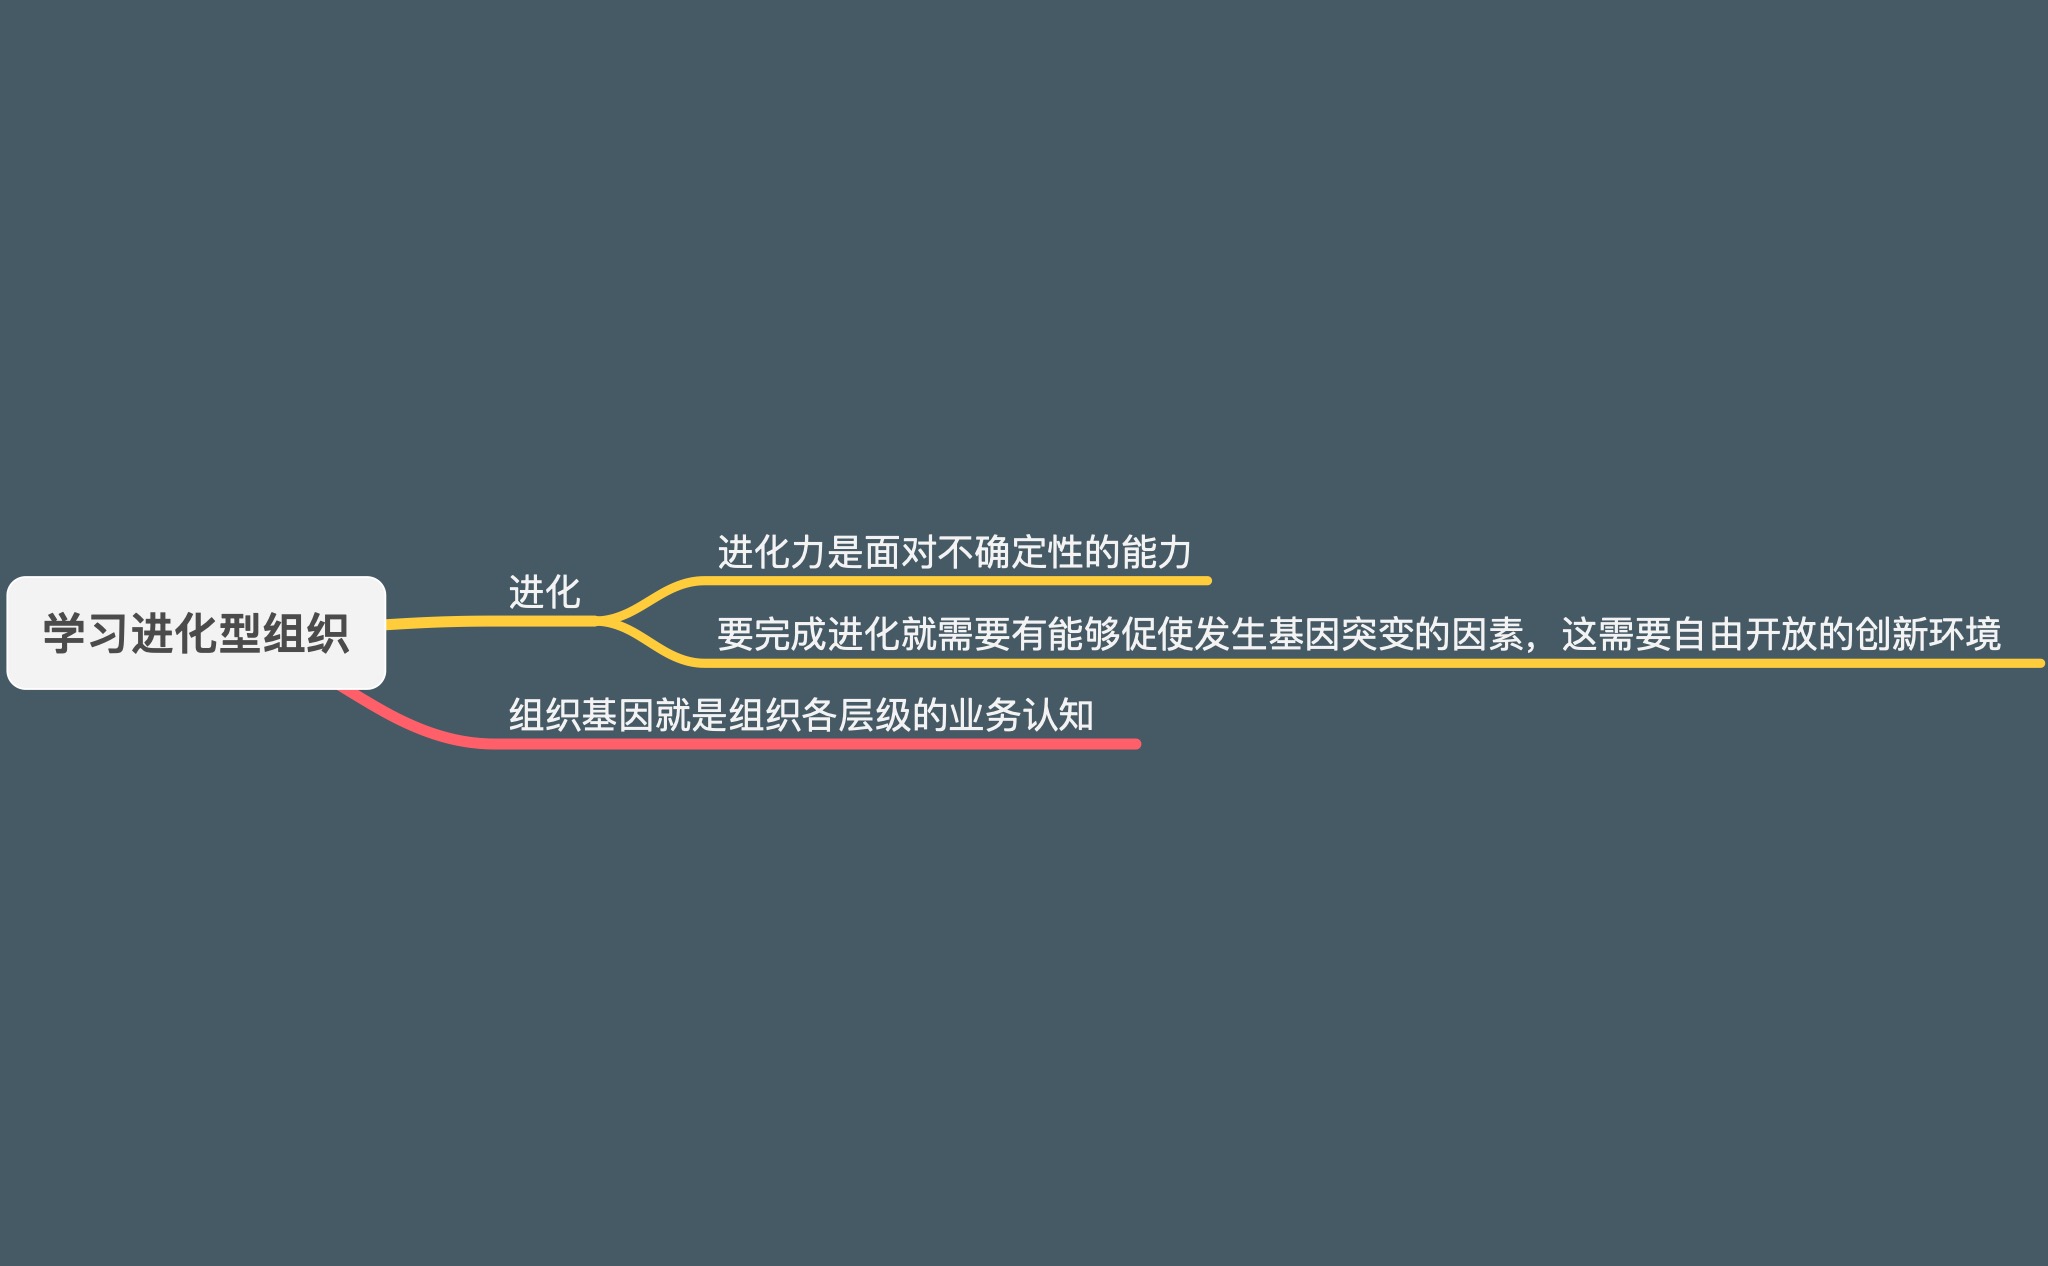 学习进化型组织
进化
进化力是面对不确定性的能力
要完成进化就需要有能够促使发生基因突变的因素，这需要自由开放的创新环境
组织基因就是组织各层级的业务认知